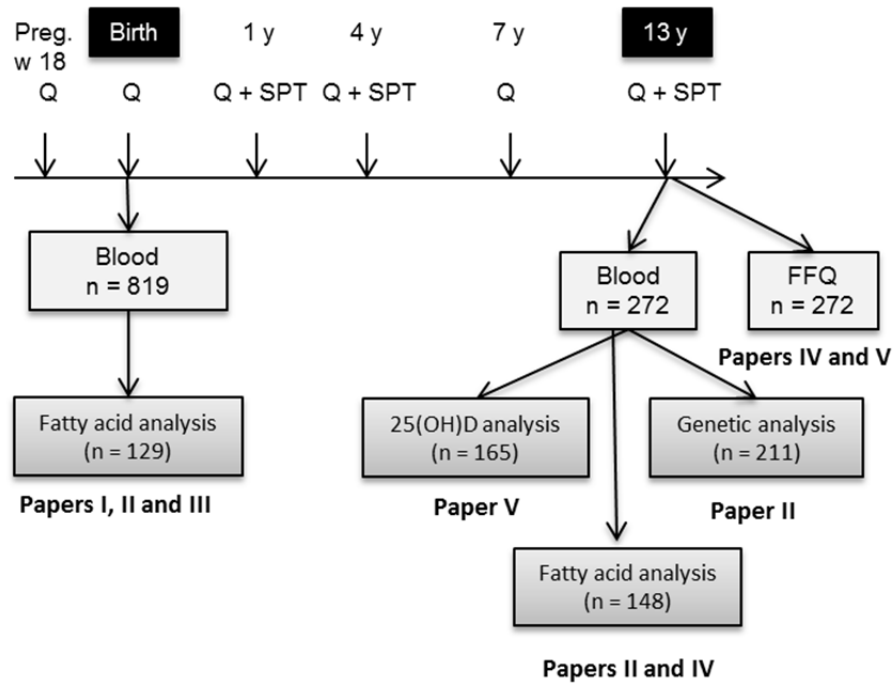 Preg. w 18
Birth
1 y
4 y
7 y
13 y
Q
Q
Q + SPT
Q + SPT
Q
Q + SPT
Blood
n = 819
Blood
n = 272
FFQ
n = 272
Papers IV and V
Fatty acid analysis
(n = 129)
25(OH)D analysis
(n = 165)
Genetic analysis
(n = 211)
Papers I, II and III
Paper V
Paper II
Fatty acid analysis
(n = 148)
Papers II and IV